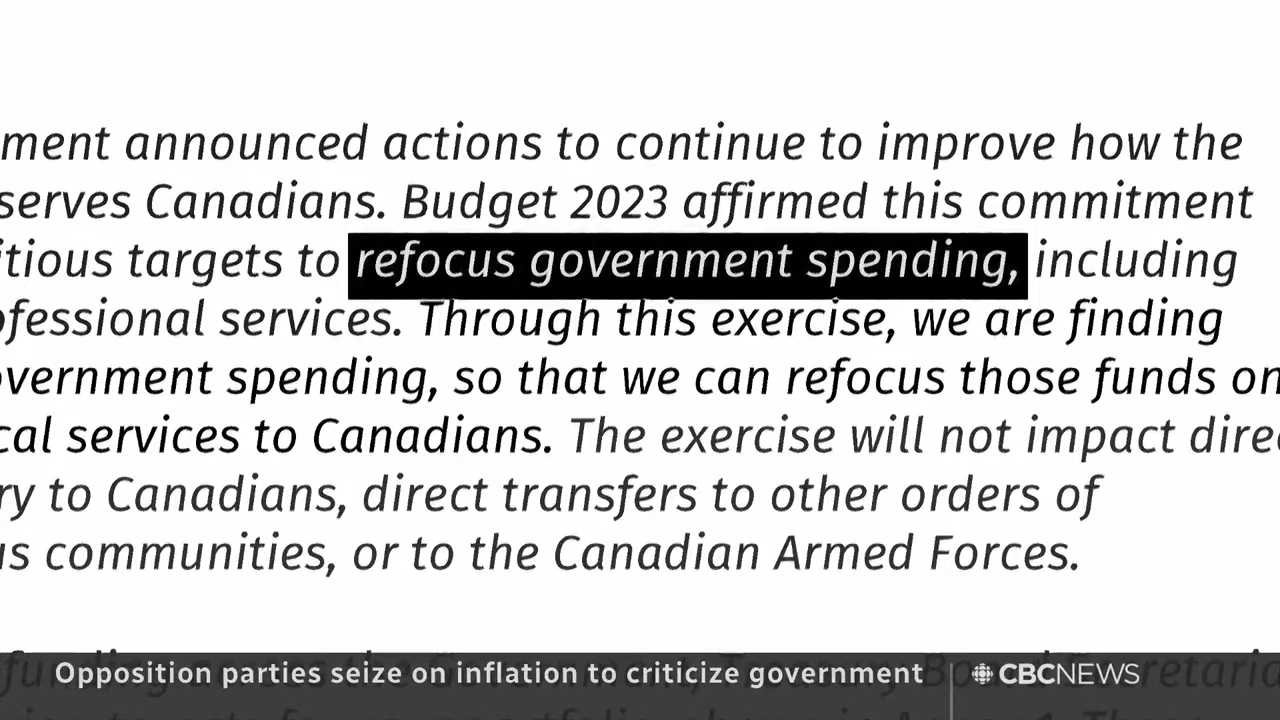 ment announced actions to continue to improve how the
serves Canadians. Budget 2023 affirmed this commitment
itious targets to refocus government spending, including
ofessional services. Through this exercise, we are finding
overnment spending, so that we can refocus those funds on
cal services to Canadians. The exercise will not impact direc
ry to Canadians, direct transfers to other orders of
us communities, or to the Canadian Armed Forces.
Opposition parties seize on inflation to criticize government
CBCNEWS